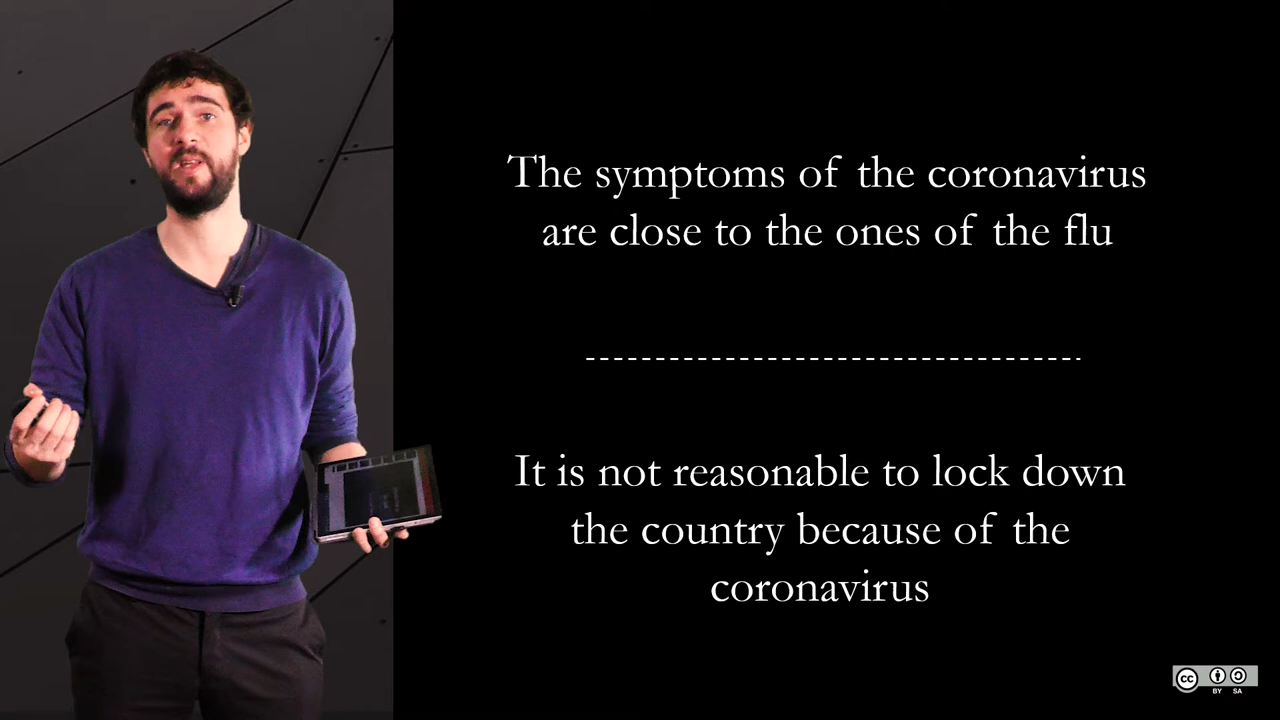 The symptoms of the coronavirus
are close to the ones of the flu
It is not reasonable to lock down
the country because of the
coronavirus
cc
BY SA